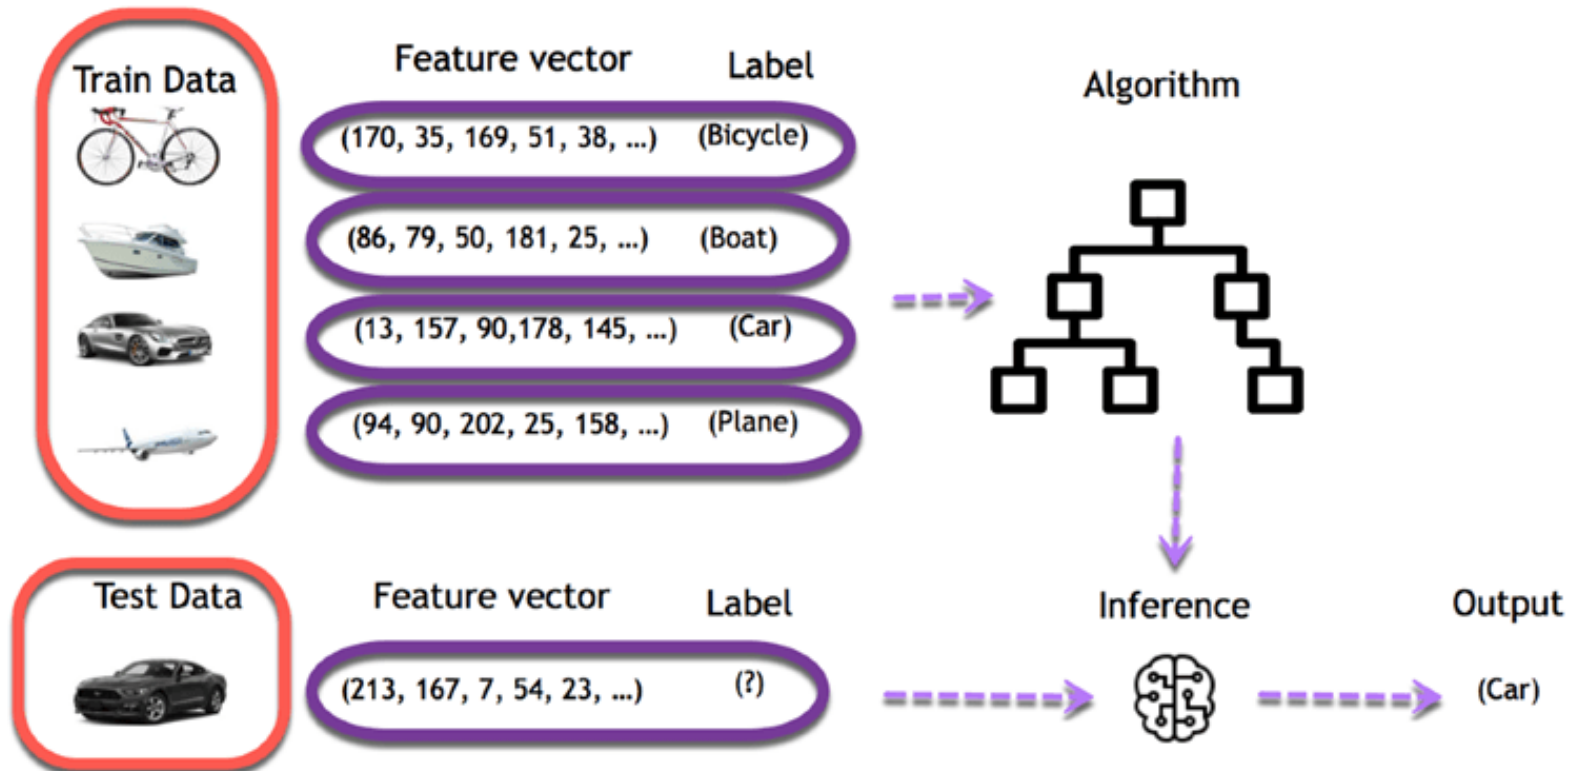 Train Data
Feature vector
Label
Algorithm
(170, 35, 169, 51, 38, ...) (Bicycle)
(86, 79, 50, 181, 25, ...) (Boat)
(13, 157, 90,178, 145, ...) (Car)
(94, 90, 202, 25, 158, ...) (Plane)
Test Data
Feature vector
Label
Inference
Output
(213, 167, 7, 54, 23, ...) (?)
(Car)